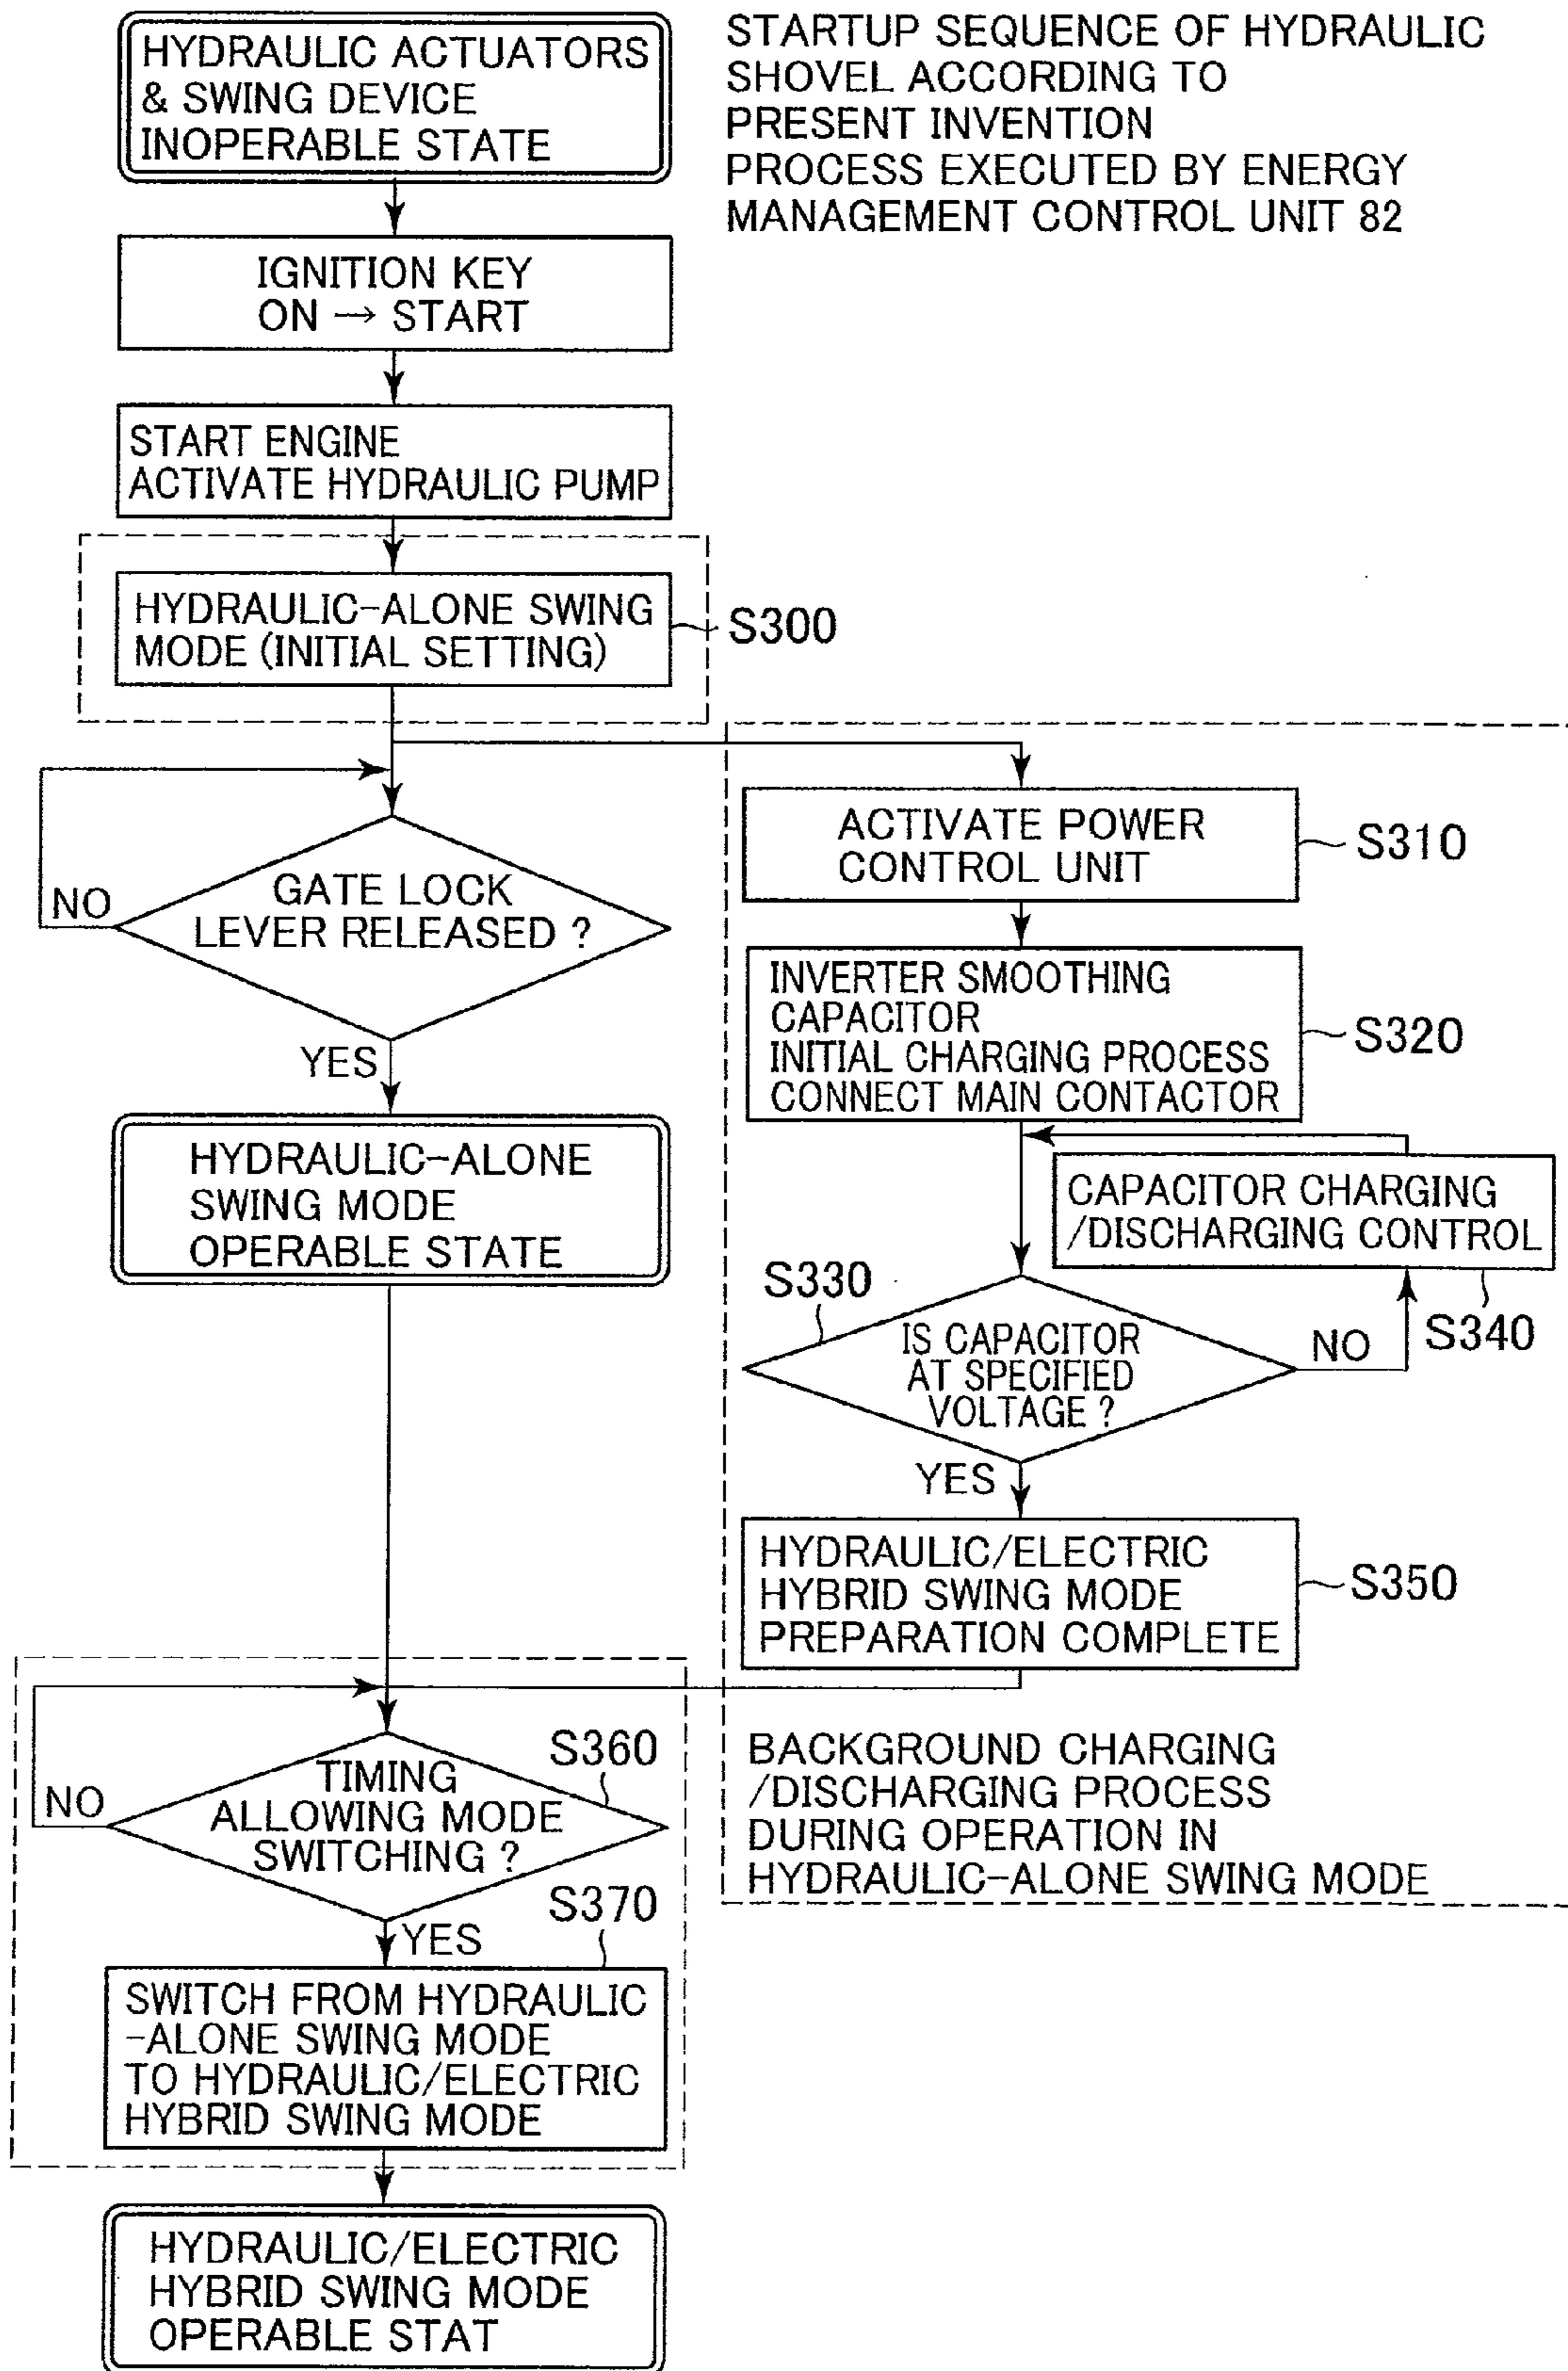 HYDRAULIC ACTUATORS
& SWING DEVICE
INOPERABLE STATE
STARTUP SEQUENCE OF HYDRAULIC
SHOVEL ACCORDING TO
PRESENT INVENTION
PROCESS EXECUTED BY ENERGY
MANAGEMENT CONTROL UNIT 82
IGNITION KEY
ON → START
START ENGINE
ACTIVATE HYDRAULIC PUMP
HYDRAULIC-ALONE SWING
MODE (INITIAL SETTING)
S300
GATE LOCK
LEVER RELEASED ?
NO
YES
HYDRAULIC-ALONE
SWING MODE
OPERABLE STATE
ACTIVATE POWER
CONTROL UNIT
S310
INVERTER SMOOTHING
CAPACITOR
INITIAL CHARGING PROCESS
CONNECT MAIN CONTACTOR
S320
CAPACITOR CHARGING
/DISCHARGING CONTROL
S340
S330
IS CAPACITOR
AT SPECIFIED
VOLTAGE ?
NO
YES
HYDRAULIC/ELECTRIC
HYBRID SWING MODE
PREPARATION COMPLETE
S350
BACKGROUND CHARGING
/DISCHARGING PROCESS
DURING OPERATION IN
HYDRAULIC-ALONE SWING MODE
S360
TIMING
ALLOWING MODE
SWITCHING ?
NO
YES
S370
SWITCH FROM HYDRAULIC
-ALONE SWING MODE
TO HYDRAULIC/ELECTRIC
HYBRID SWING MODE
HYDRAULIC/ELECTRIC
HYBRID SWING MODE
OPERABLE STAT